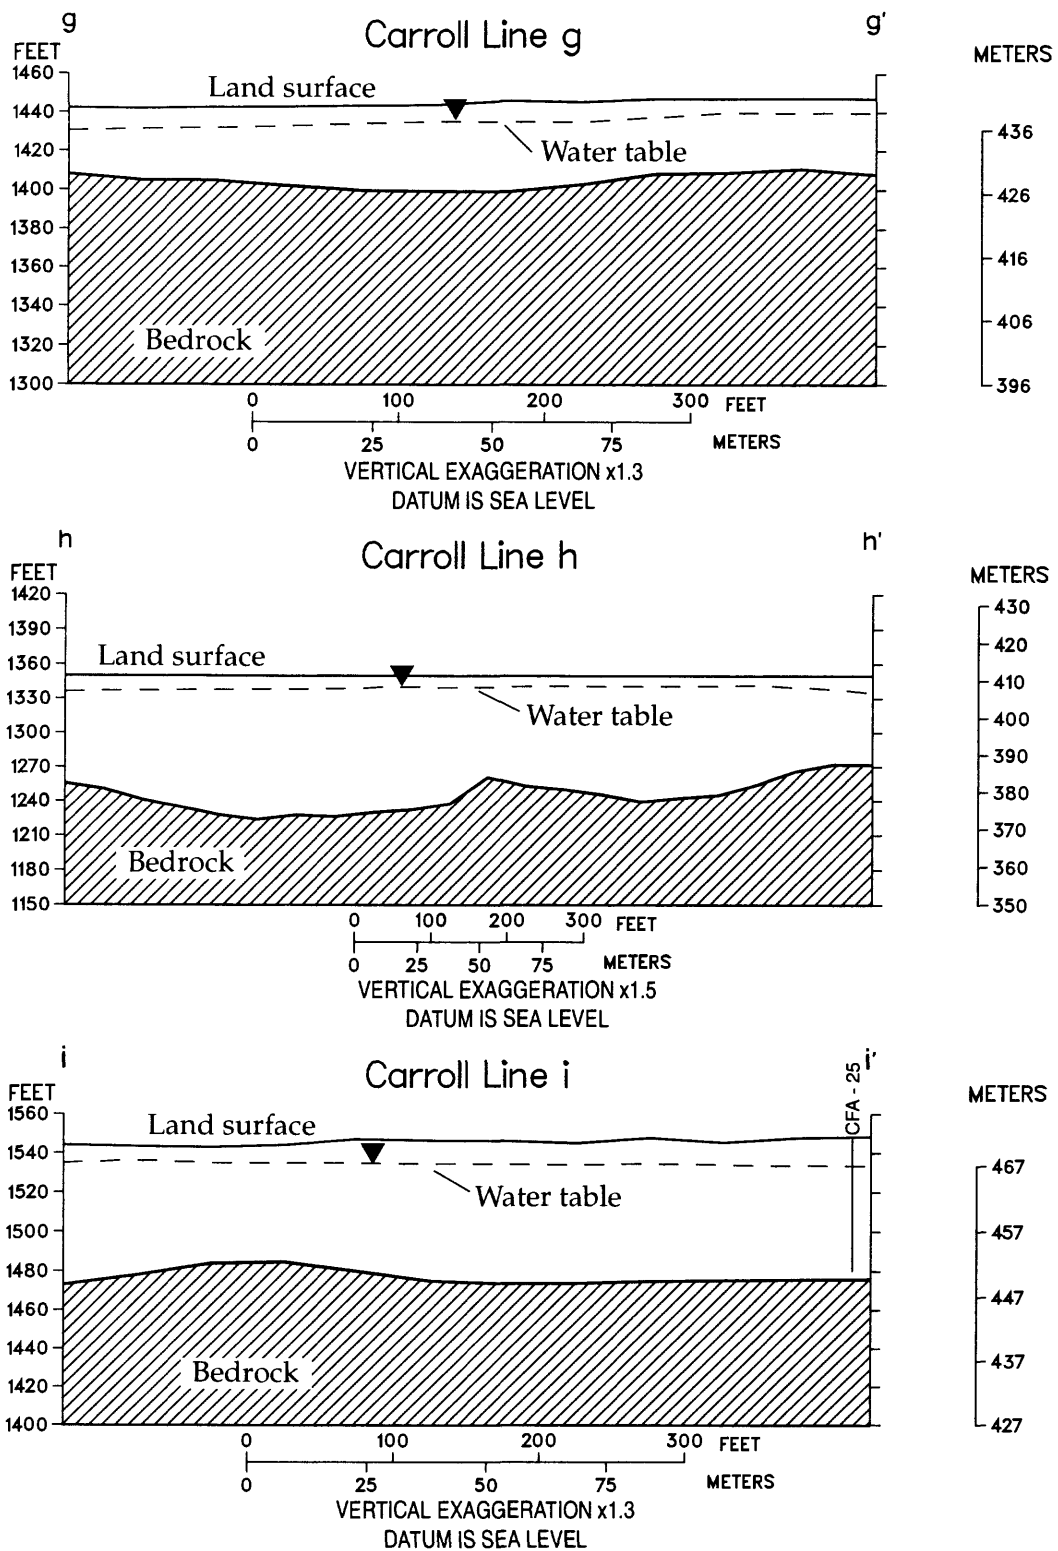 g g'
Carroll Line g
FEET METERS
1460
Land surface
1440
436
1420
Water table
1400
426
1380
1360
416
1340
406
1320
Bedrock
1300
396
0 100 200 300 FEET
0 25 50 75 METERS
VERTICAL EXAGGERATION x1.3
DATUM IS SEA LEVEL
h h'
Carroll Line h
FEET METERS
1420
430
1390
420
1360
Land surface
410
1330
Water table
400
1300
390
1270
380
1240
370
1210
360
1180
Bedrock
1150
350
0 100 200 300 FEET
0 25 50 75 METERS
VERTICAL EXAGGERATION x1.5
DATUM IS SEA LEVEL
i i'
Carroll Line i
CFA - 25
FEET METERS
1560
Land surface
1540
467
1520
Water table
1500
457
1480
447
1460
1440
437
1420
Bedrock
1400
427
0 100 200 300 FEET
0 25 50 75 METERS
VERTICAL EXAGGERATION x1.3
DATUM IS SEA LEVEL